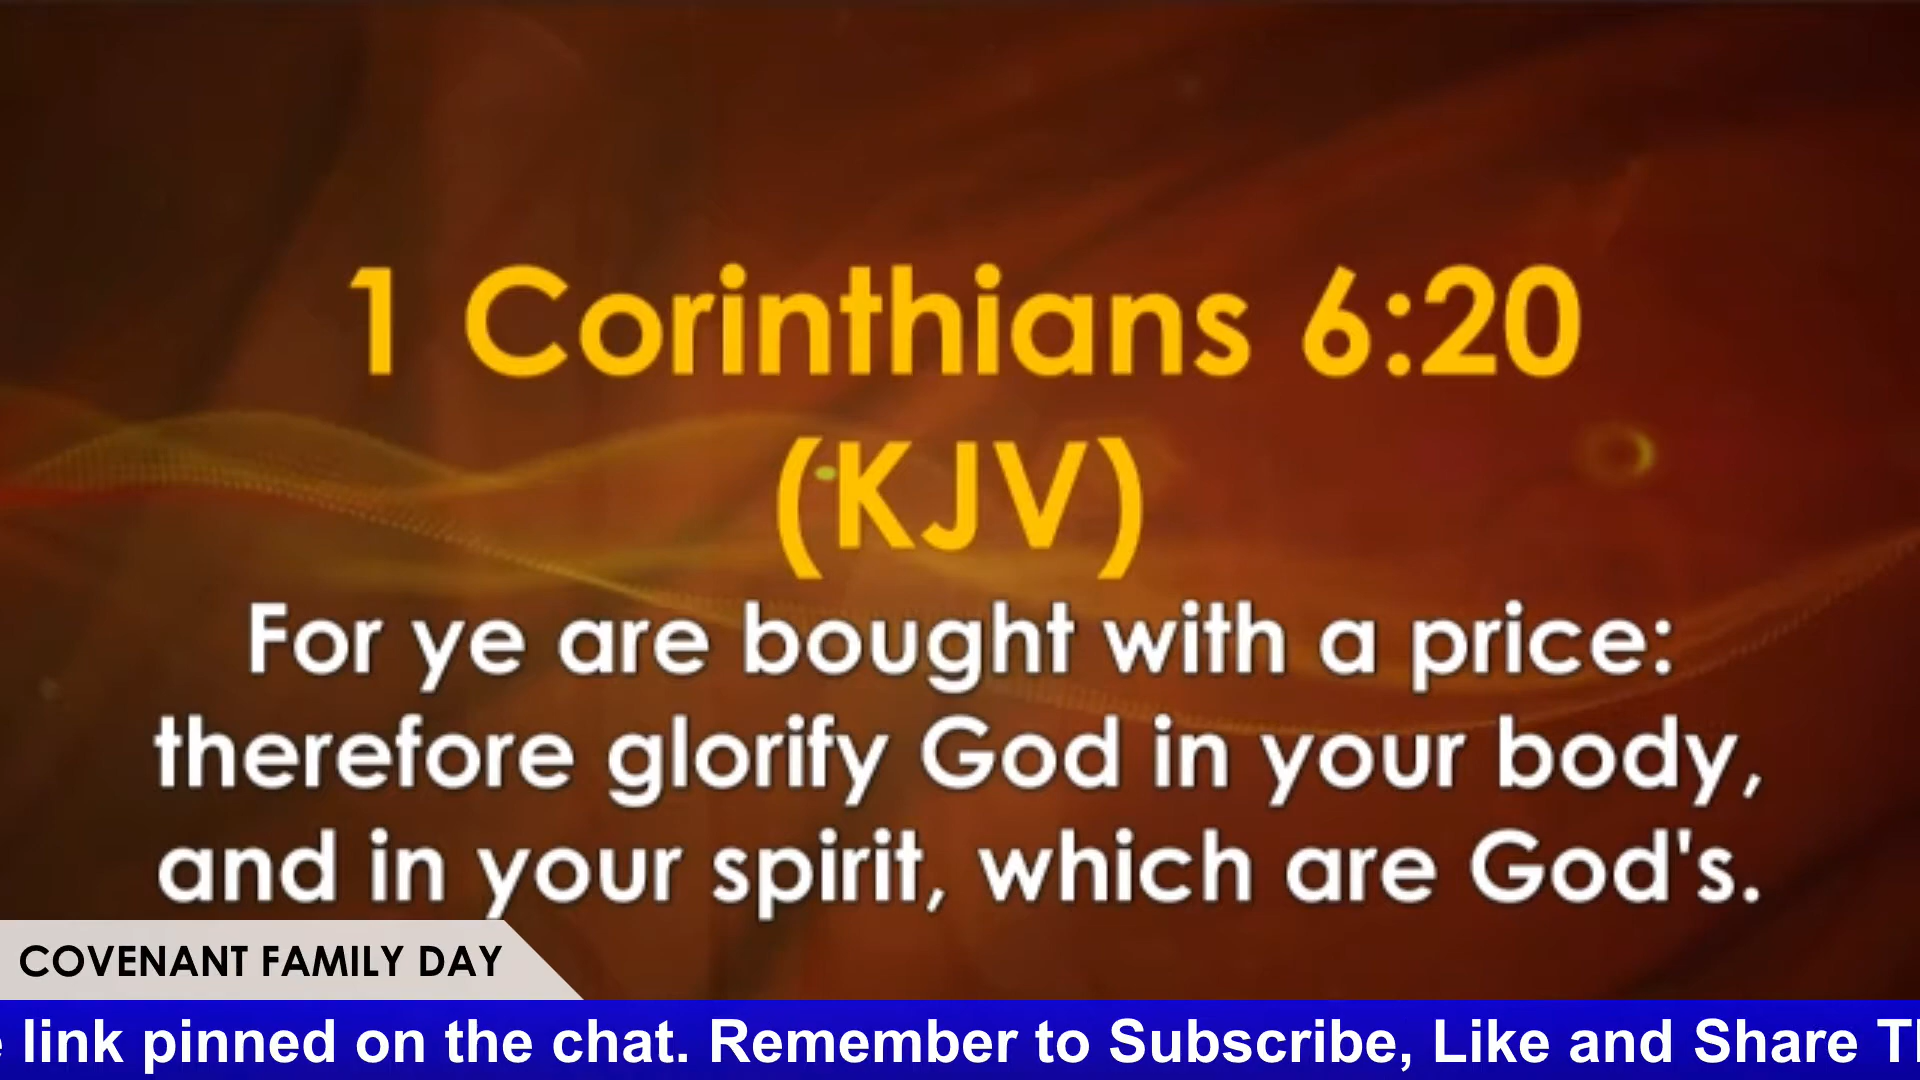 1 Corinthians 6:20
(KJV)
For ye are bought with a price:
therefore glorify God in your body,
and in your spirit, which are God's.
COVENANT FAMILY DAY
link pinned on the chat. Remember to Subscribe, Like and Share